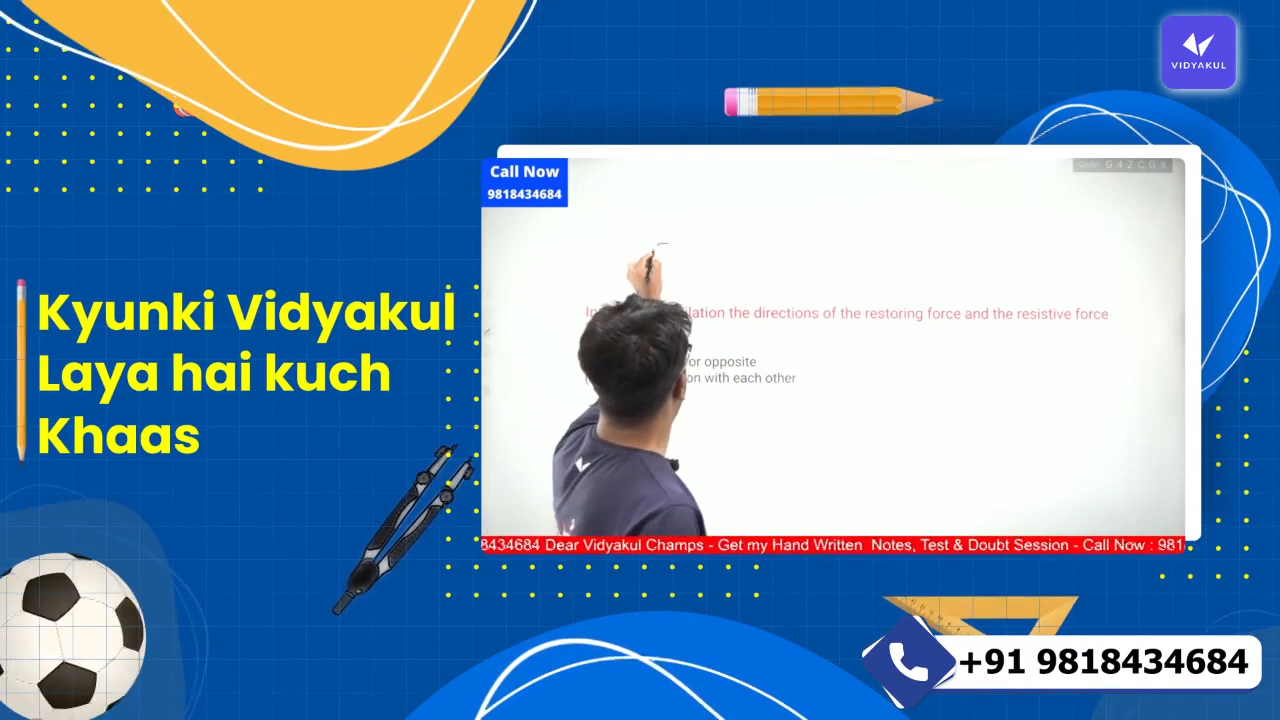 VIDYAKUL
Call Now
9818434684
Code: G 4 Z C G X
Kyunki Vidyakul
Laya hai kuch
Khaas
the directions of the restoring force and the resistive force
or opposite
with each other
8434684 Dear Vidyakul Champs - Get my Hand Written Notes, Test & Doubt Session - Call Now : 981
+91 9818434684